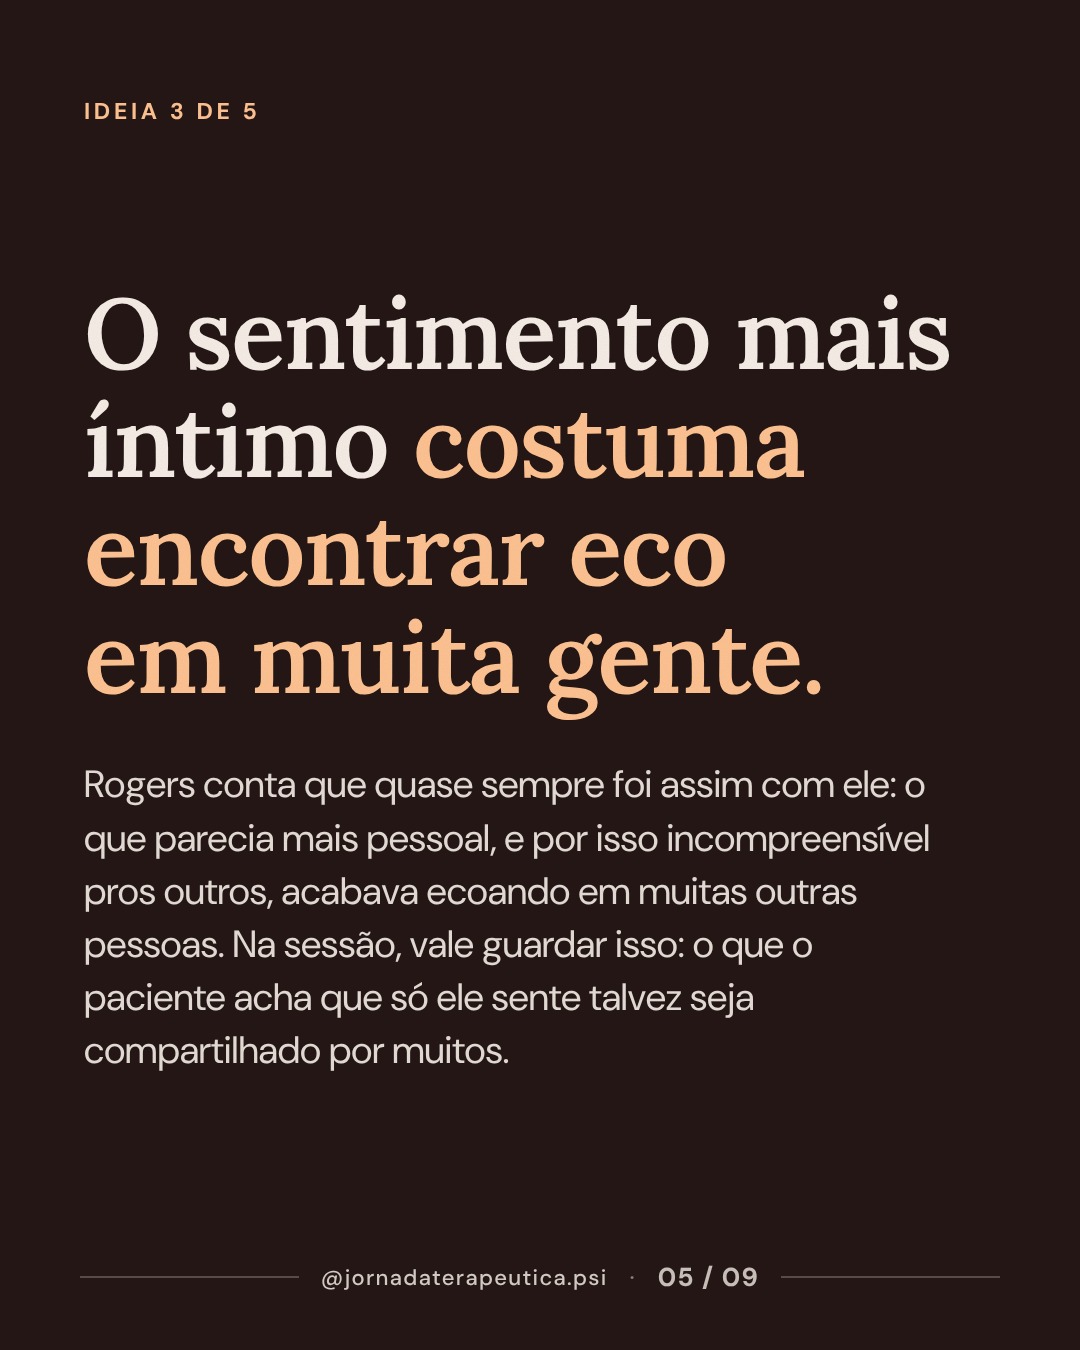 IDEIA 3 DE 5
O sentimento mais
íntimo costuma
encontrar eco
em muita gente.
Rogers conta que quase sempre foi assim com ele: o
que parecia mais pessoal, e por isso incompreensível
pros outros, acabava ecoando em muitas outras
pessoas. Na sessão, vale guardar isso: o que o
paciente acha que só ele sente talvez seja
compartilhado por muitos.
@jornadaterapeutica.psi · 05 / 09